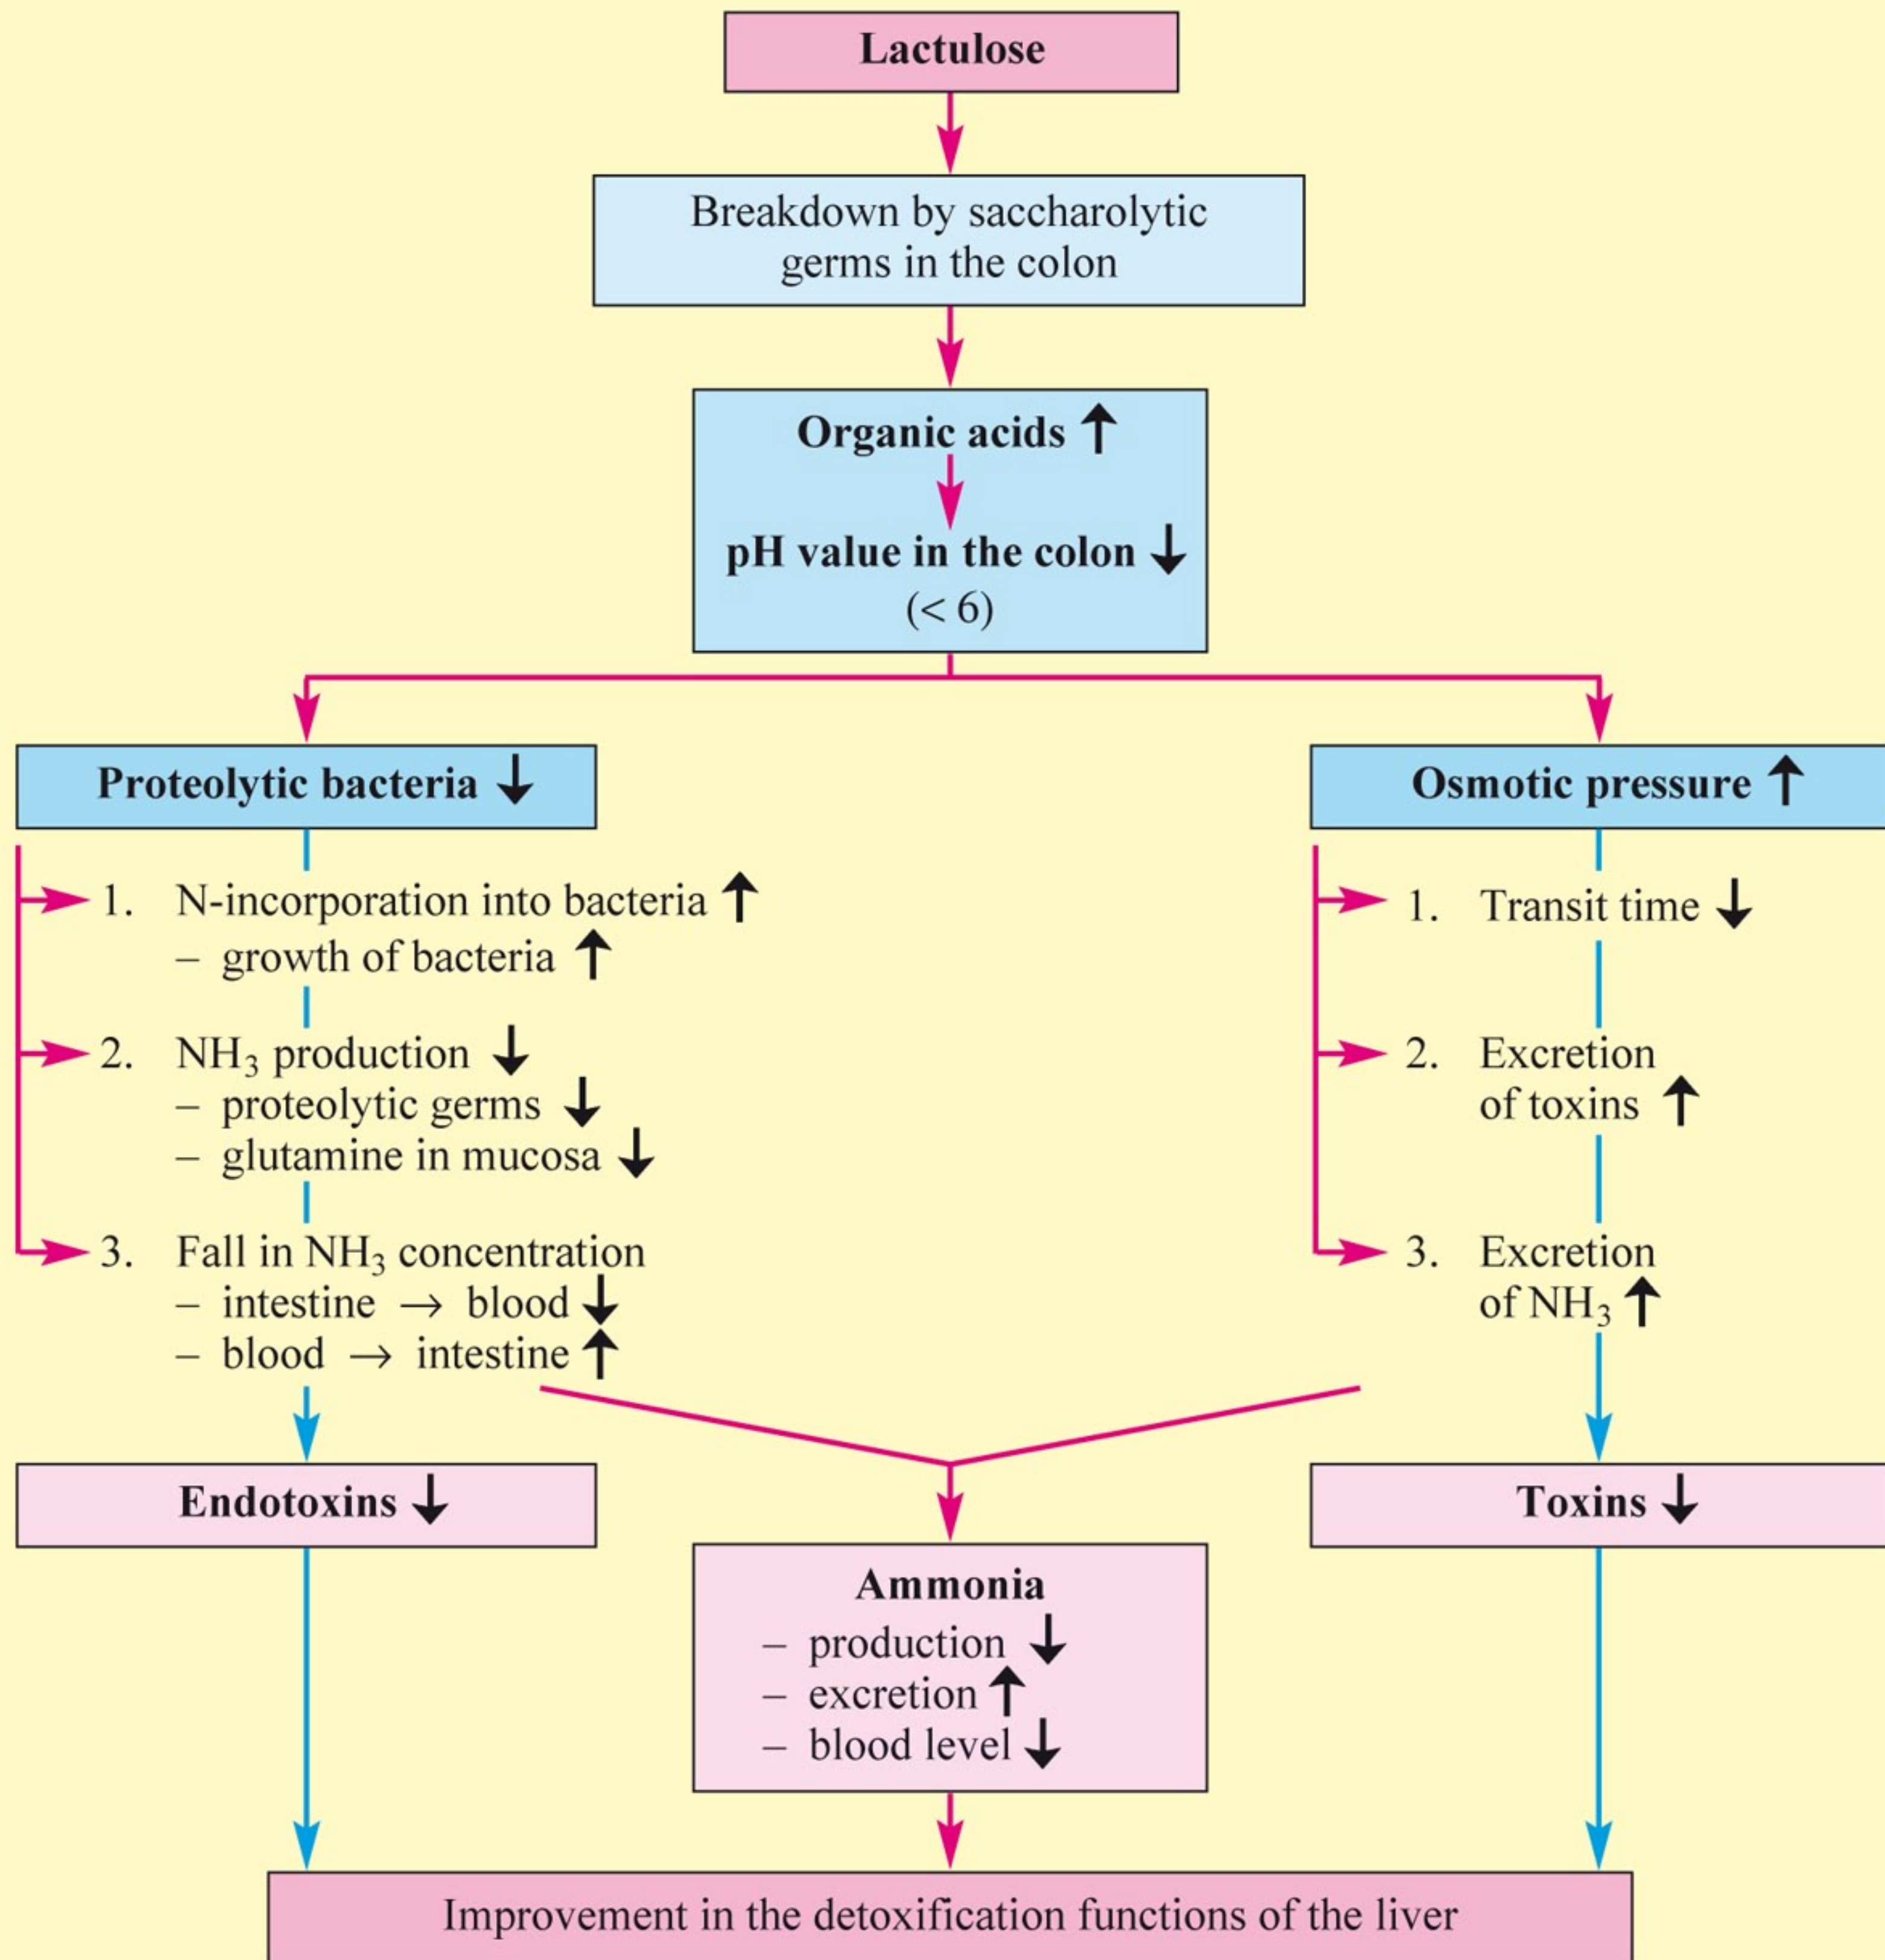 Lactulose
Breakdown by saccharolytic
germs in the colon
Organic acids ↑
pH value in the colon ↓
(< 6)
Proteolytic bacteria ↓
1. N-incorporation into bacteria ↑
– growth of bacteria ↑
2. NH₃ production ↓
– proteolytic germs ↓
– glutamine in mucosa ↓
3. Fall in NH₃ concentration
– intestine → blood ↓
– blood → intestine ↑
Endotoxins ↓
Osmotic pressure ↑
1. Transit time ↓
2. Excretion
of toxins ↑
3. Excretion
of NH₃ ↑
Toxins ↓
Ammonia
– production ↓
– excretion ↑
– blood level ↓
Improvement in the detoxification functions of the liver